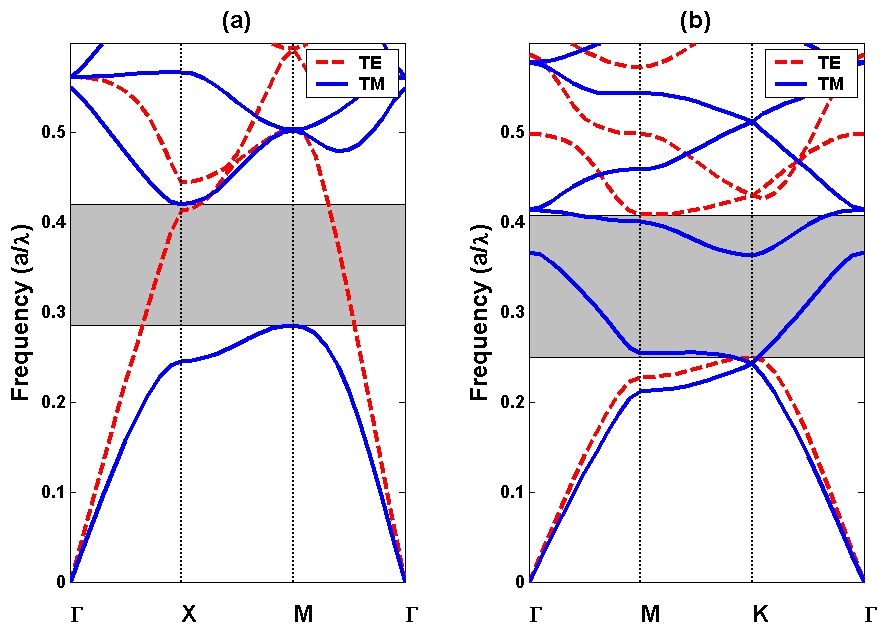 (a)
TE
TM
Frequency (a/λ)
0.5
0.4
0.3
0.2
0.1
0
Γ X M Γ
(b)
TE
TM
Frequency (a/λ)
0.5
0.4
0.3
0.2
0.1
0
Γ M K Γ